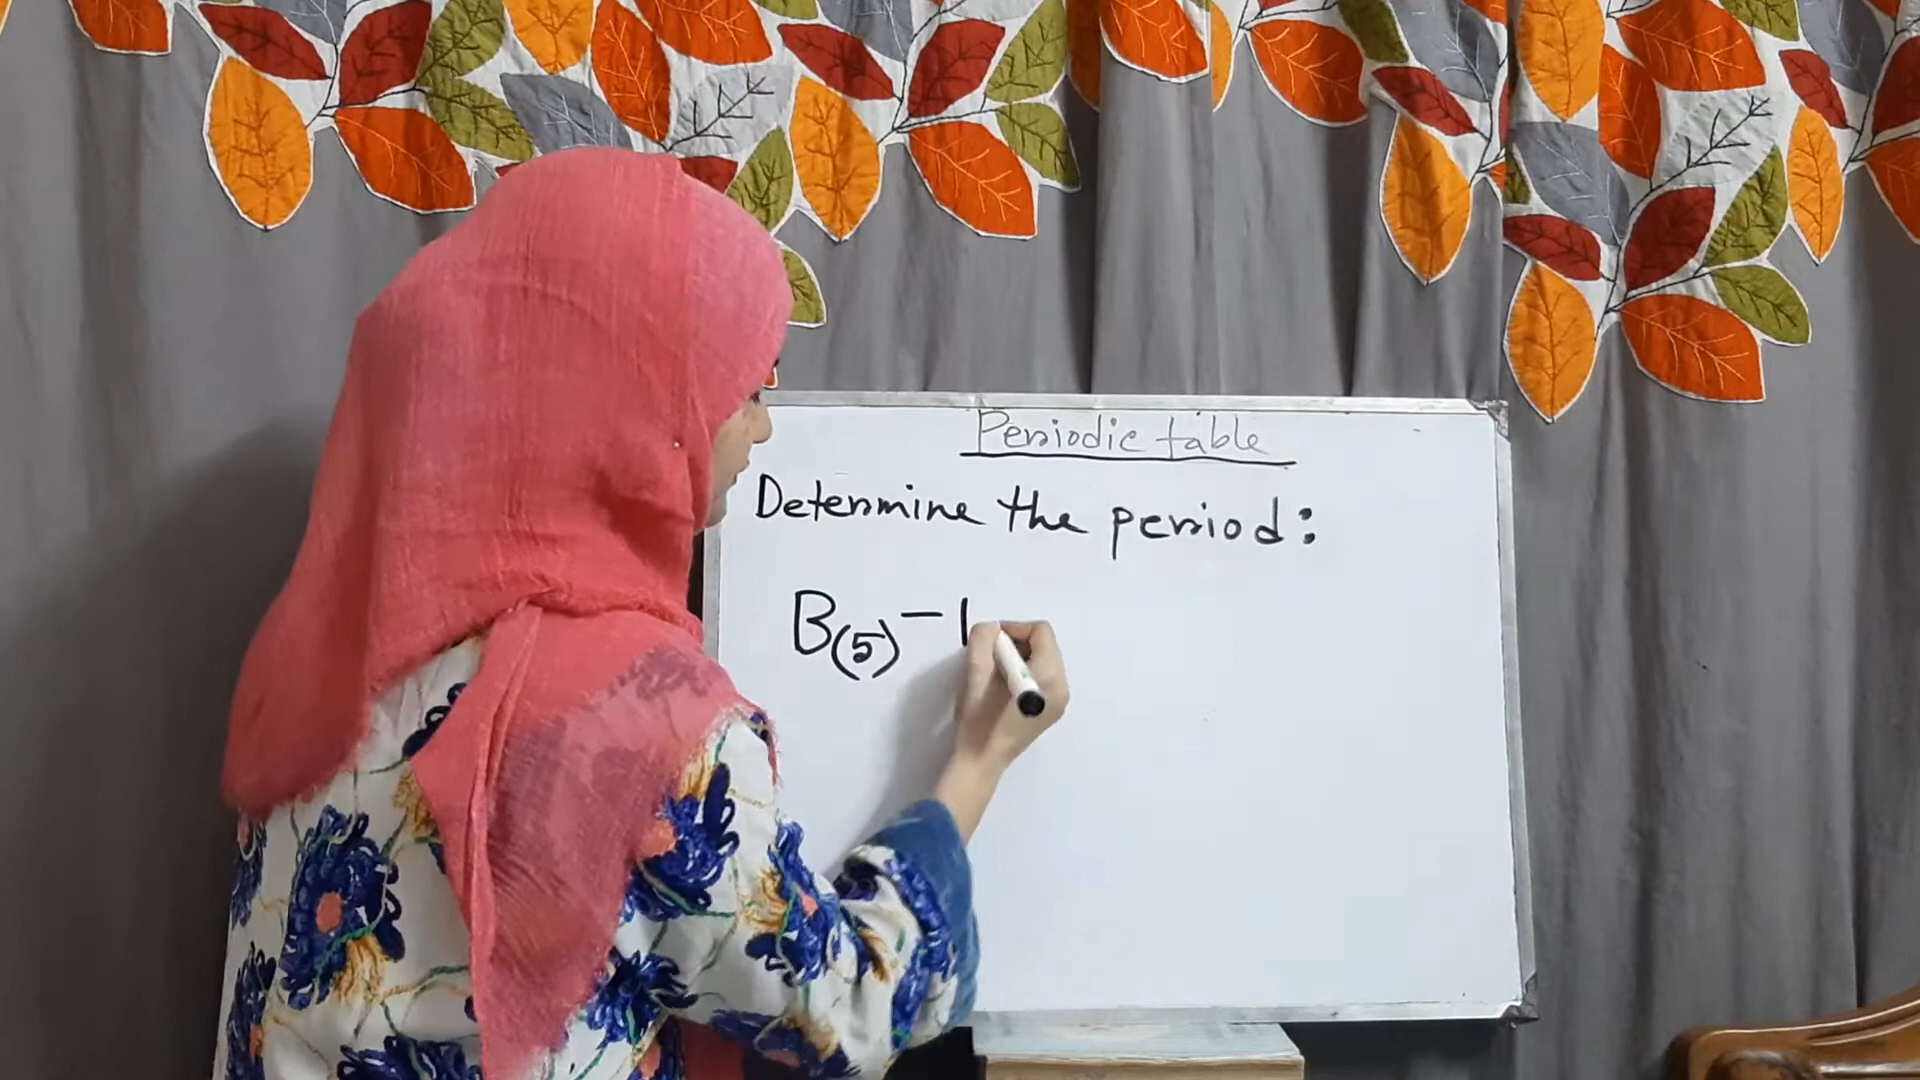 Periodic table
Determine the period:
B(5) - 1